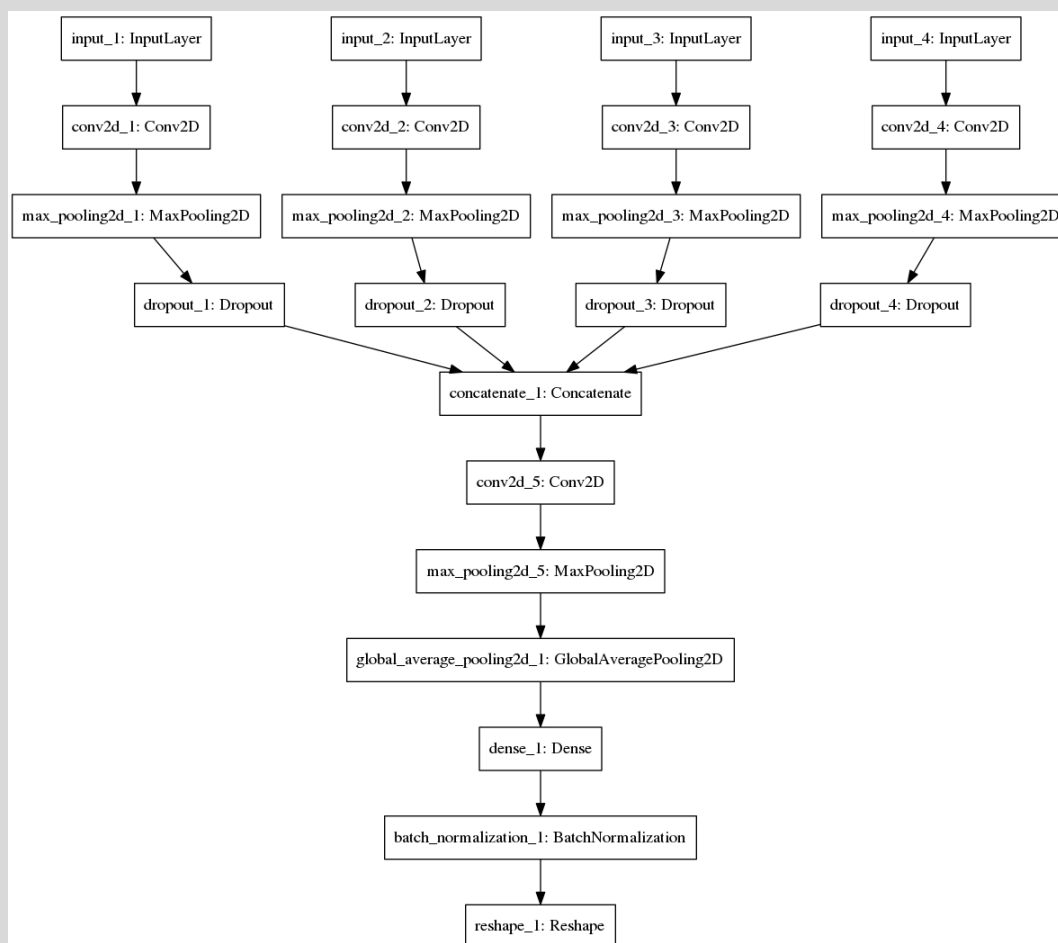 input_1: InputLayer
input_2: InputLayer
input_3: InputLayer
input_4: InputLayer
conv2d_1: Conv2D
conv2d_2: Conv2D
conv2d_3: Conv2D
conv2d_4: Conv2D
max_pooling2d_1: MaxPooling2D
max_pooling2d_2: MaxPooling2D
max_pooling2d_3: MaxPooling2D
max_pooling2d_4: MaxPooling2D
dropout_1: Dropout
dropout_2: Dropout
dropout_3: Dropout
dropout_4: Dropout
concatenate_1: Concatenate
conv2d_5: Conv2D
max_pooling2d_5: MaxPooling2D
global_average_pooling2d_1: GlobalAveragePooling2D
dense_1: Dense
batch_normalization_1: BatchNormalization
reshape_1: Reshape